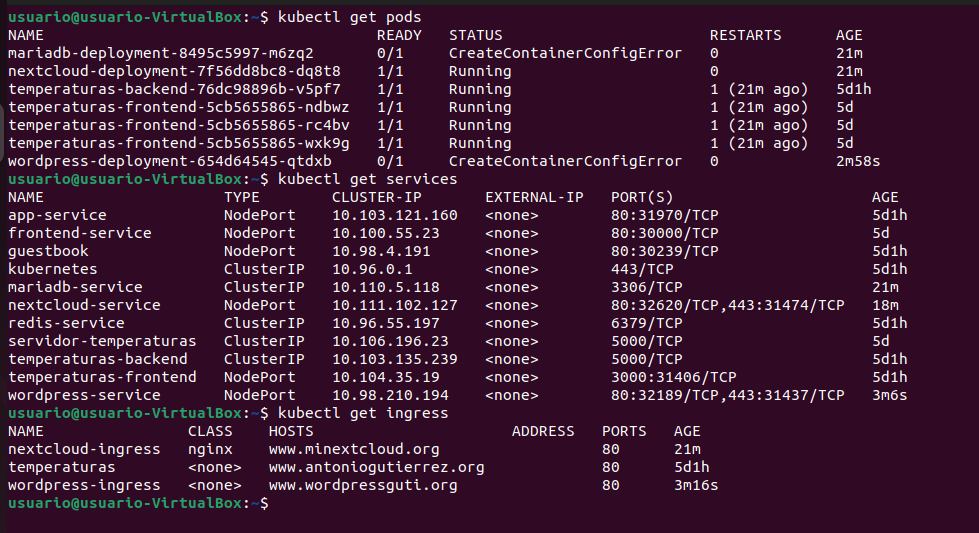 usuario@usuario-VirtualBox:~$ kubectl get pods
NAME READY STATUS RESTARTS AGE
mariadb-deployment-8495c5997-m6zq2 0/1 CreateContainerConfigError 0 21m
nextcloud-deployment-7f56dd8bc8-dq8t8 1/1 Running 0 21m
temperaturas-backend-76dc98896b-v5pf7 1/1 Running 1 (21m ago) 5d1h
temperaturas-frontend-5cb5655865-ndbwz 1/1 Running 1 (21m ago) 5d
temperaturas-frontend-5cb5655865-rc4bv 1/1 Running 1 (21m ago) 5d
temperaturas-frontend-5cb5655865-wxk9g 1/1 Running 1 (21m ago) 5d
wordpress-deployment-654d64545-qtdxb 0/1 CreateContainerConfigError 0 2m58s
usuario@usuario-VirtualBox:~$ kubectl get services
NAME TYPE CLUSTER-IP EXTERNAL-IP PORT(S) AGE
app-service NodePort 10.103.121.160 <none> 80:31970/TCP 5d1h
frontend-service NodePort 10.100.55.23 <none> 80:30000/TCP 5d
guestbook NodePort 10.98.4.191 <none> 80:30239/TCP 5d1h
kubernetes ClusterIP 10.96.0.1 <none> 443/TCP 5d1h
mariadb-service ClusterIP 10.110.5.118 <none> 3306/TCP 21m
nextcloud-service NodePort 10.111.102.127 <none> 80:32620/TCP,443:31474/TCP 18m
redis-service ClusterIP 10.96.55.197 <none> 6379/TCP 5d1h
servidor-temperaturas ClusterIP 10.106.196.23 <none> 5000/TCP 5d
temperaturas-backend ClusterIP 10.103.135.239 <none> 5000/TCP 5d1h
temperaturas-frontend NodePort 10.104.35.19 <none> 3000:31406/TCP 5d1h
wordpress-service NodePort 10.98.210.194 <none> 80:32189/TCP,443:31437/TCP 3m6s
usuario@usuario-VirtualBox:~$ kubectl get ingress
NAME CLASS HOSTS ADDRESS PORTS AGE
nextcloud-ingress nginx www.minextcloud.org 80 21m
temperaturas <none> www.antoniogutierrez.org 80 5d1h
wordpress-ingress <none> www.wordpressguti.org 80 3m16s
usuario@usuario-VirtualBox:~$